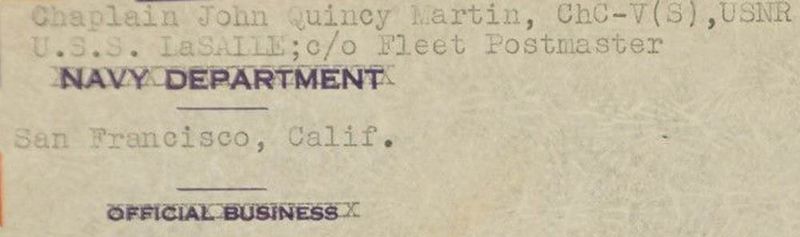 Chaplain John Quincy Martin, ChC-V(S),USNR
U.S.S. LaSALLE;c/o Fleet Postmaster
NAVY DEPARTMENT
San Francisco, Calif.
OFFICIAL BUSINESS X